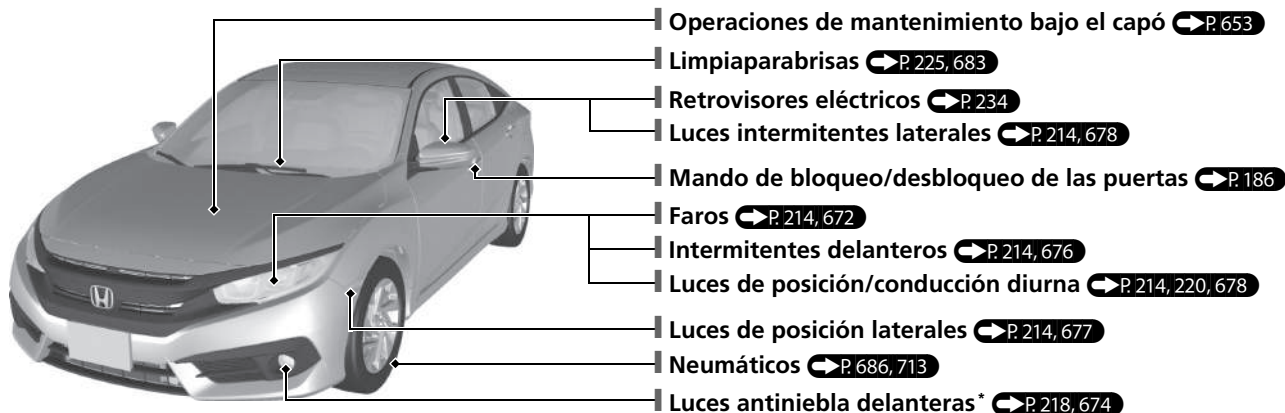 Operaciones de mantenimiento bajo el capó P. 653
Limpiaparabrisas P. 225, 683
Retrovisores eléctricos P. 234
Luces intermitentes laterales P. 214, 678
Mando de bloqueo/desbloqueo de las puertas P. 186
Faros P. 214, 672
Intermitentes delanteros P. 214, 676
Luces de posición/conducción diurna P. 214, 220, 678
Luces de posición laterales P. 214, 677
Neumáticos P. 686, 713
Luces antiniebla delanteras* P. 218, 674